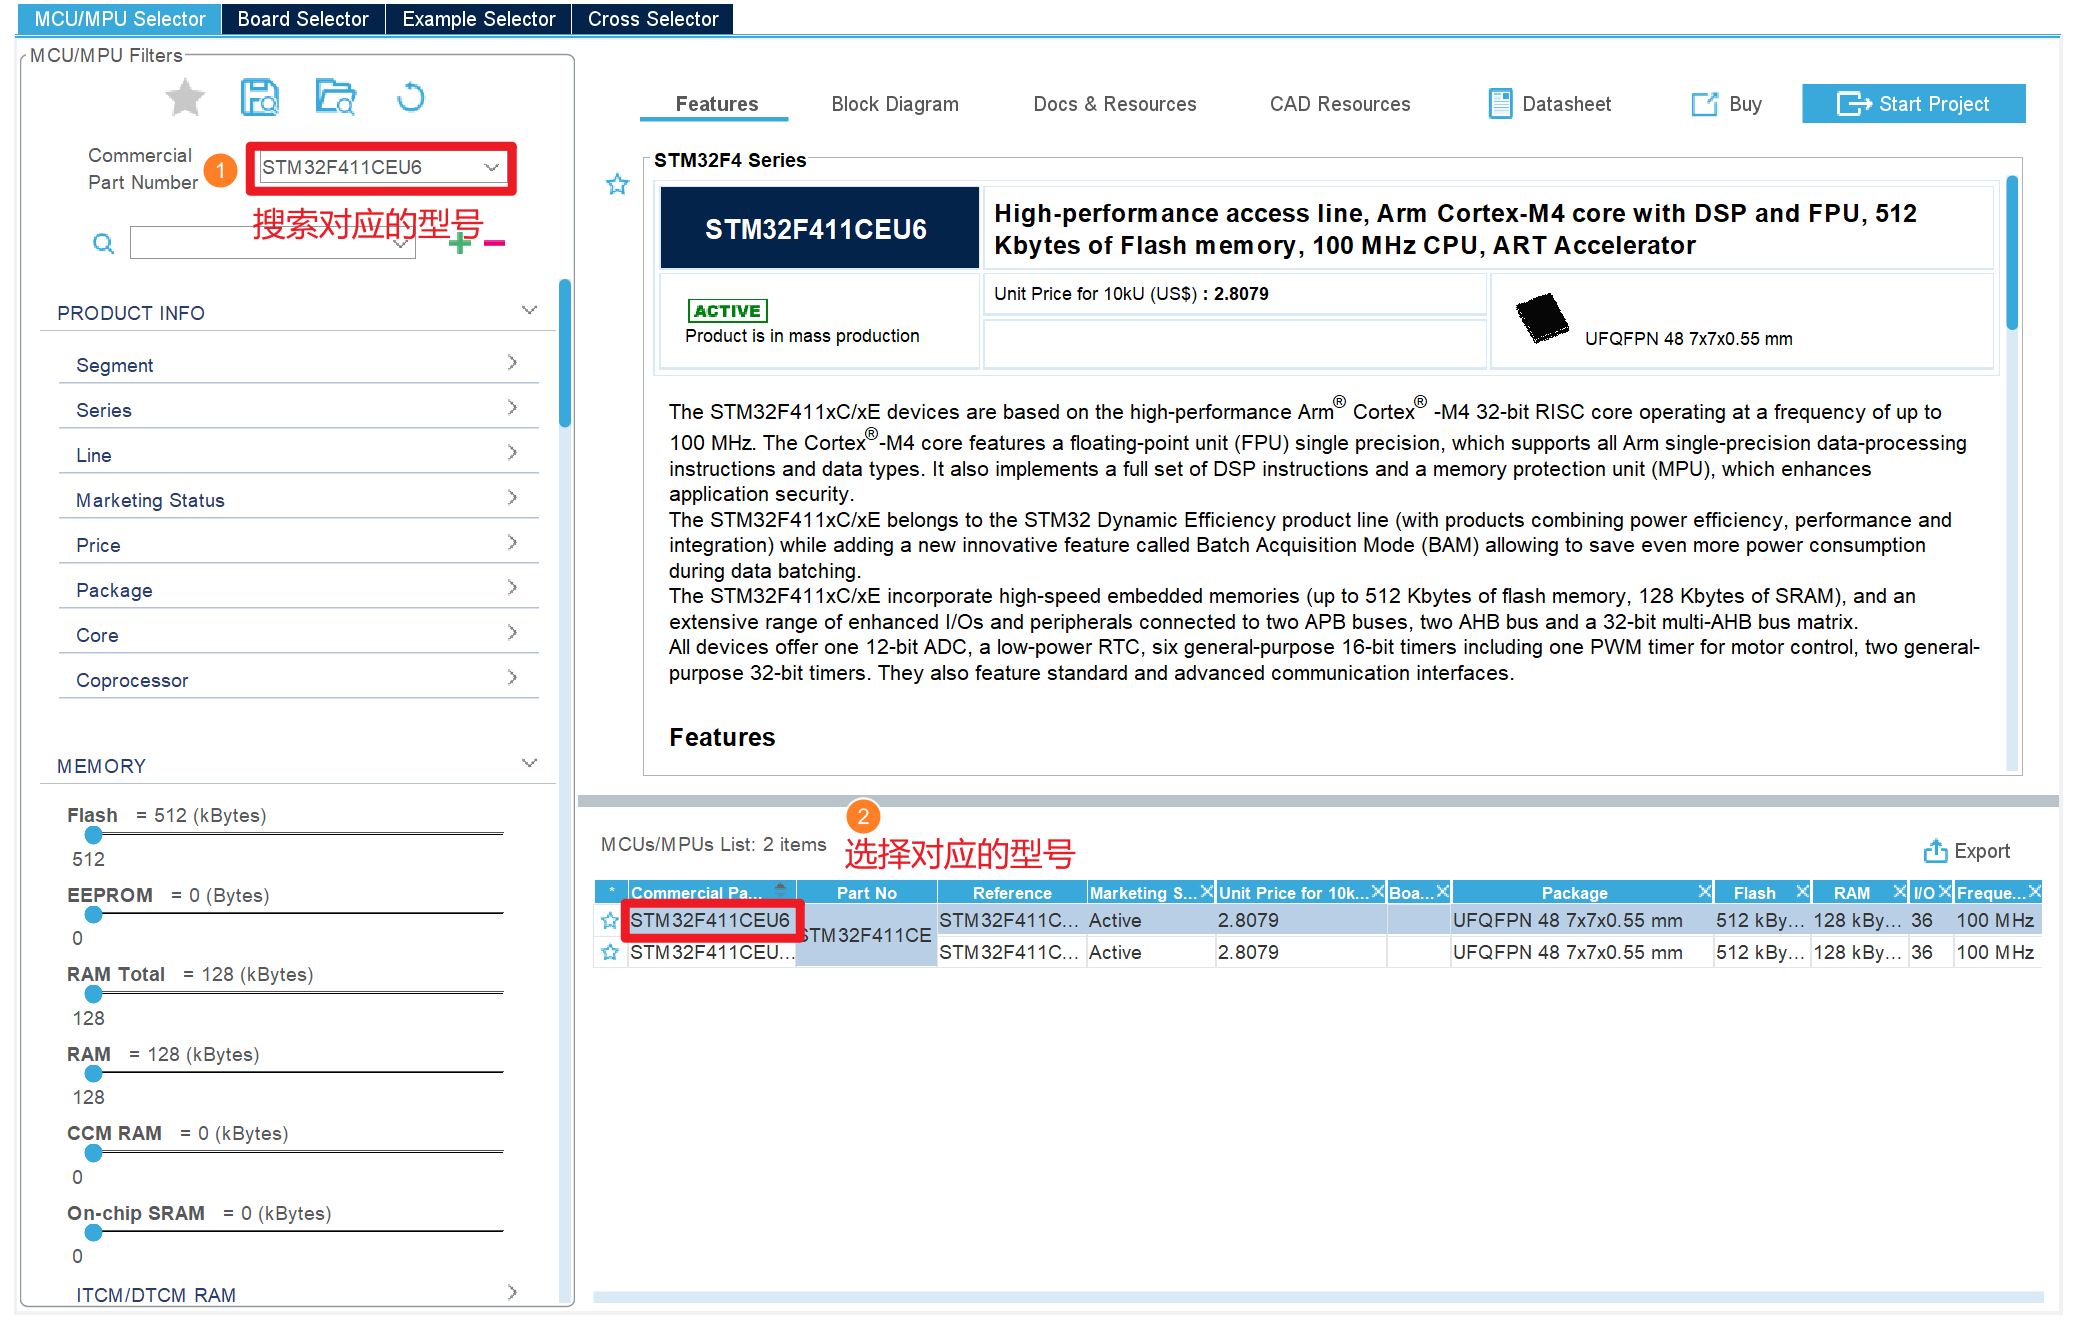 MCU/MPU Selector Board Selector Example Selector Cross Selector
MCU/MPU Filters
Commercial
Part Number
1
STM32F411CEU6
搜索对应的型号
PRODUCT INFO
Segment
Series
Line
Marketing Status
Price
Package
Core
Coprocessor
MEMORY
Flash = 512 (kBytes)
512
EEPROM = 0 (Bytes)
0
RAM Total = 128 (kBytes)
128
RAM = 128 (kBytes)
128
CCM RAM = 0 (kBytes)
0
On-chip SRAM = 0 (kBytes)
0
ITCM/DTCM RAM
Features Block Diagram Docs & Resources CAD Resources Datasheet Buy Start Project
STM32F4 Series
STM32F411CEU6
High-performance access line, Arm Cortex-M4 core with DSP and FPU, 512
Kbytes of Flash memory, 100 MHz CPU, ART Accelerator
ACTIVE
Product is in mass production
Unit Price for 10kU (US$) : 2.8079
UFQFPN 48 7x7x0.55 mm
The STM32F411xC/xE devices are based on the high-performance Arm® Cortex® -M4 32-bit RISC core operating at a frequency of up to
100 MHz. The Cortex®-M4 core features a floating-point unit (FPU) single precision, which supports all Arm single-precision data-processing
instructions and data types. It also implements a full set of DSP instructions and a memory protection unit (MPU), which enhances
application security.
The STM32F411xC/xE belongs to the STM32 Dynamic Efficiency product line (with products combining power efficiency, performance and
integration) while adding a new innovative feature called Batch Acquisition Mode (BAM) allowing to save even more power consumption
during data batching.
The STM32F411xC/xE incorporate high-speed embedded memories (up to 512 Kbytes of flash memory, 128 Kbytes of SRAM), and an
extensive range of enhanced I/Os and peripherals connected to two APB buses, two AHB bus and a 32-bit multi-AHB bus matrix.
All devices offer one 12-bit ADC, a low-power RTC, six general-purpose 16-bit timers including one PWM timer for motor control, two general-
purpose 32-bit timers. They also feature standard and advanced communication interfaces.
Features
2
MCUs/MPUs List: 2 items
选择对应的型号
Export
* Commercial Pa... Part No Reference Marketing S... Unit Price for 10k... Boa... Package Flash RAM I/O Freque...
STM32F411CEU6 STM32F411CE STM32F411C... Active 2.8079 UFQFPN 48 7x7x0.55 mm 512 kBy... 128 kBy... 36 100 MHz
STM32F411CEU... STM32F411C... Active 2.8079 UFQFPN 48 7x7x0.55 mm 512 kBy... 128 kBy... 36 100 MHz